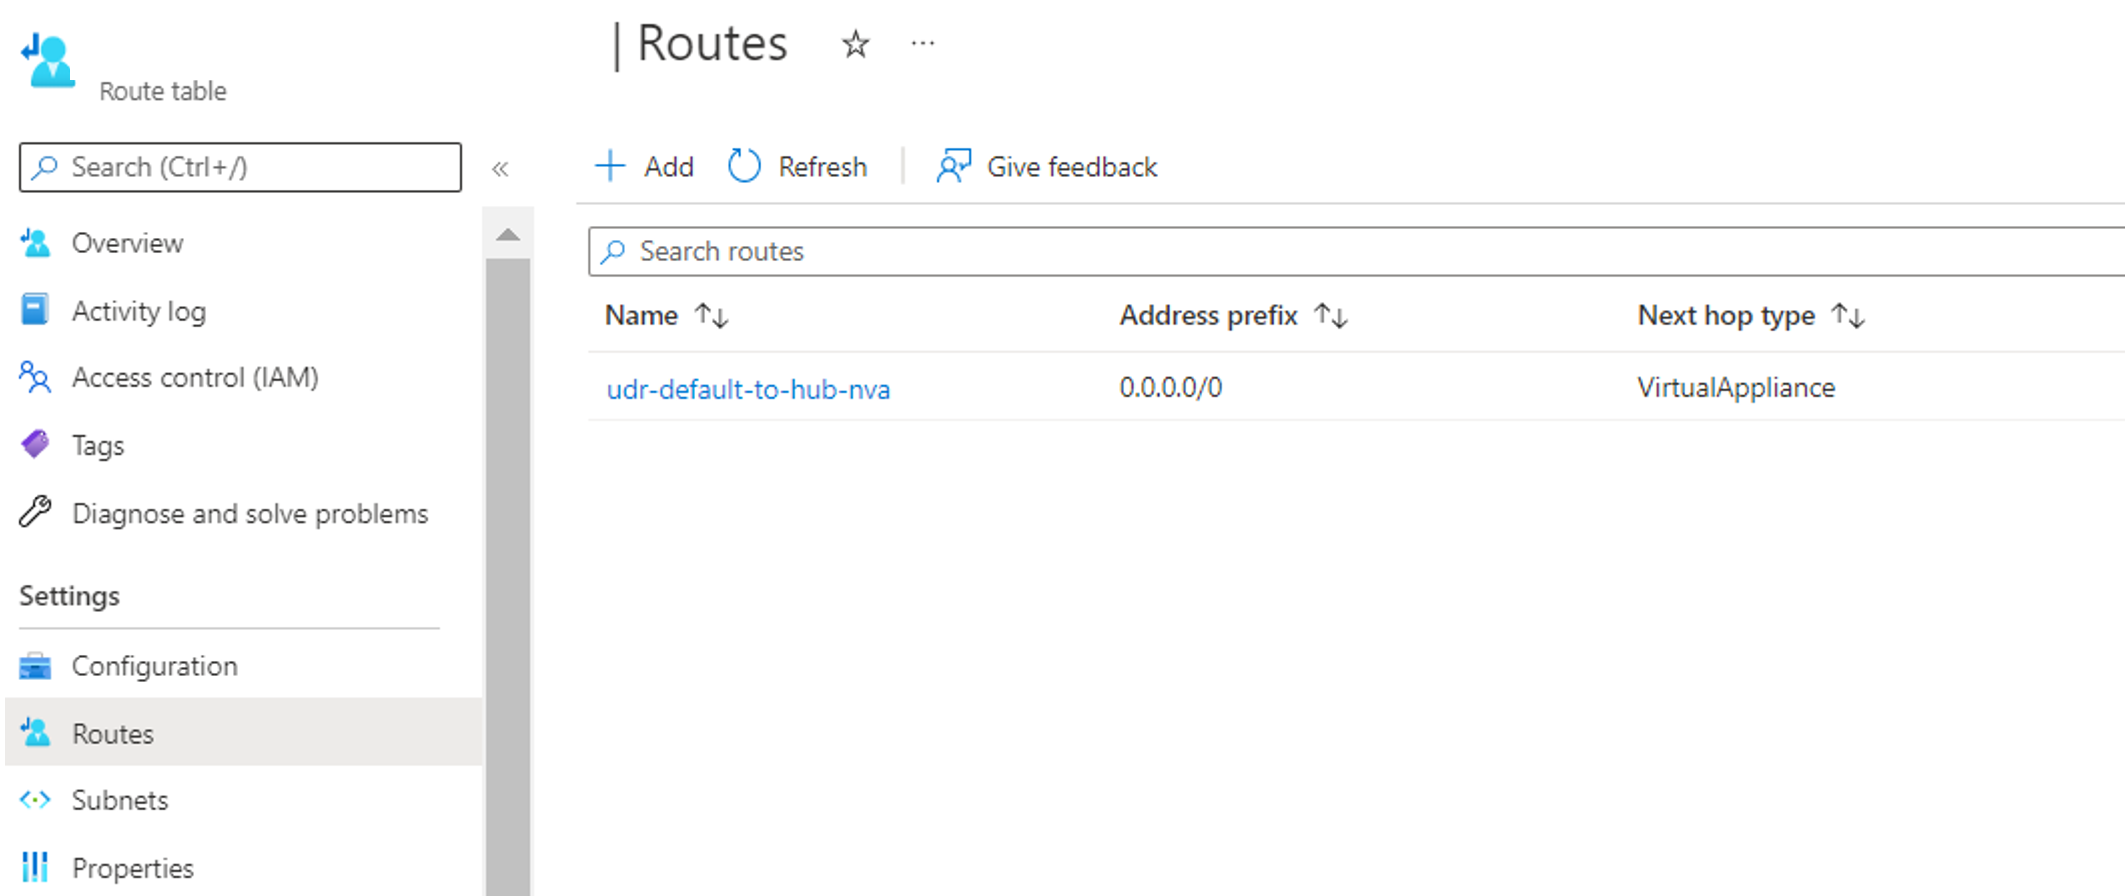 | Routes ☆ ···
Route table
Search (Ctrl+/) «
Add Refresh Give feedback
Overview
Activity log
Access control (IAM)
Tags
Diagnose and solve problems
Settings
Configuration
Routes
Subnets
Properties
Search routes
Name ↑↓ Address prefix ↑↓ Next hop type ↑↓
udr-default-to-hub-nva 0.0.0.0/0 VirtualAppliance